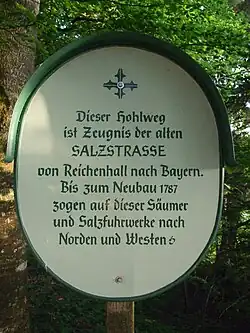 Dieser Hohlweg
ist Zeugnis der alten
SALZSTRASSE
von Reichenhall nach Bayern.
Bis zum Neubau 1787
zogen auf dieser Säumer
und Salzfuhrwerke nach
Norden und Westen